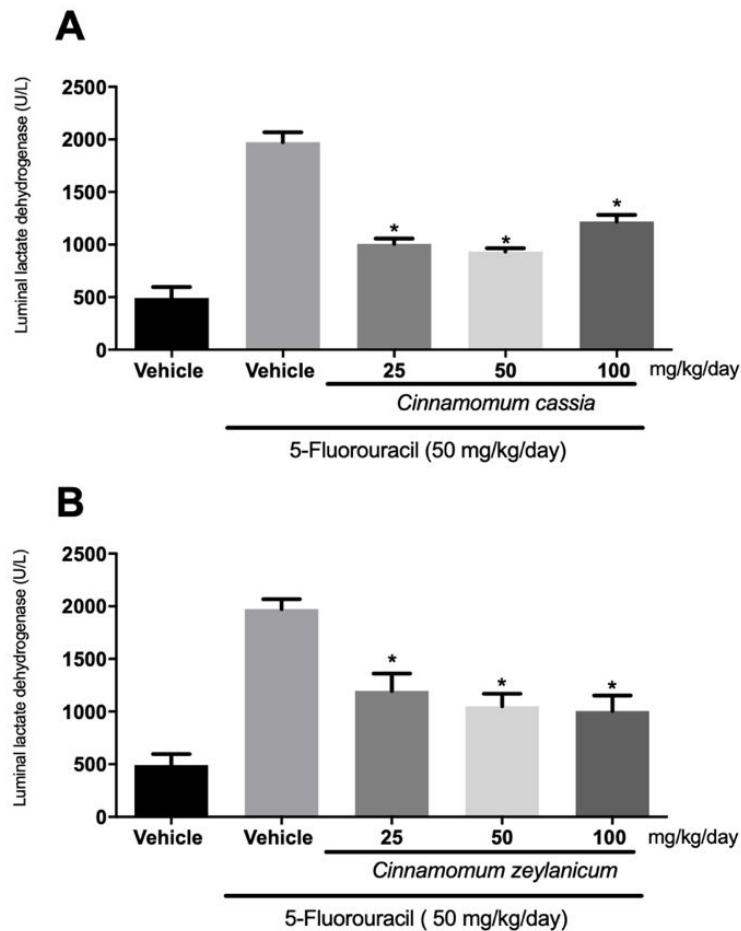 A
Luminal lactate dehydrogenase (U/L)
2500
2000
1500
1000
500
0
* * *
Vehicle Vehicle 25 50 100 mg/kg/day
Cinnamomum cassia
5-Fluorouracil (50 mg/kg/day)
B
Luminal lactate dehydrogenase (U/L)
2500
2000
1500
1000
500
0
* * *
Vehicle Vehicle 25 50 100 mg/kg/day
Cinnamomum zeylanicum
5-Fluorouracil ( 50 mg/kg/day)